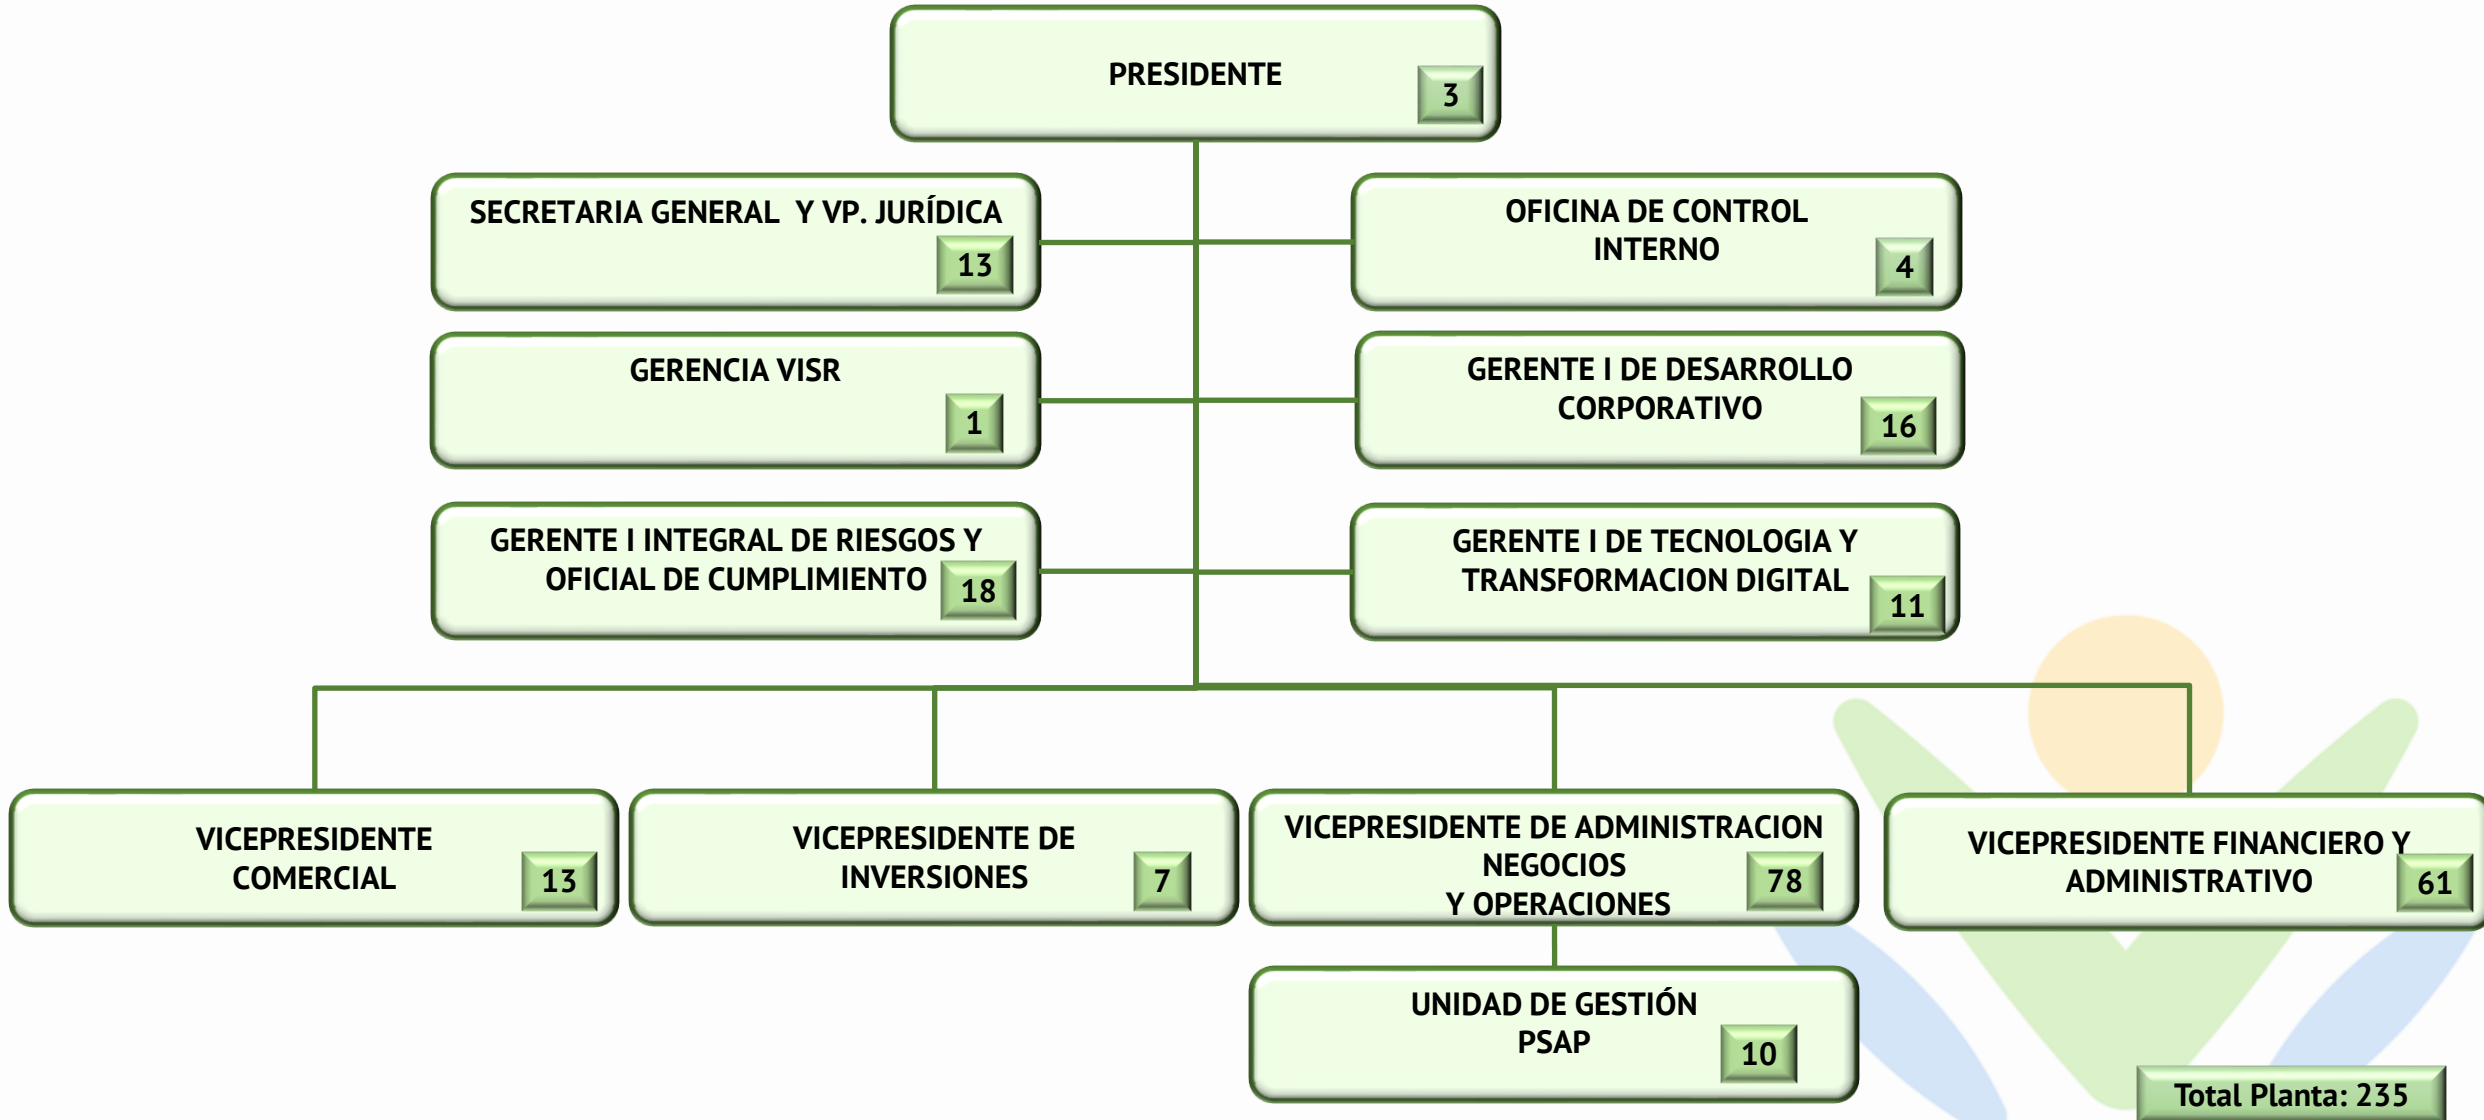 PRESIDENTE
3
SECRETARIA GENERAL Y VP. JURÍDICA
13
OFICINA DE CONTROL
INTERNO
4
GERENCIA VISR
1
GERENTE I DE DESARROLLO
CORPORATIVO
16
GERENTE I INTEGRAL DE RIESGOS Y
OFICIAL DE CUMPLIMIENTO
18
GERENTE I DE TECNOLOGIA Y
TRANSFORMACION DIGITAL
11
VICEPRESIDENTE
COMERCIAL
13
VICEPRESIDENTE DE
INVERSIONES
7
VICEPRESIDENTE DE ADMINISTRACION
NEGOCIOS
Y OPERACIONES
78
VICEPRESIDENTE FINANCIERO Y
ADMINISTRATIVO
61
UNIDAD DE GESTIÓN
PSAP
10
Total Planta: 235